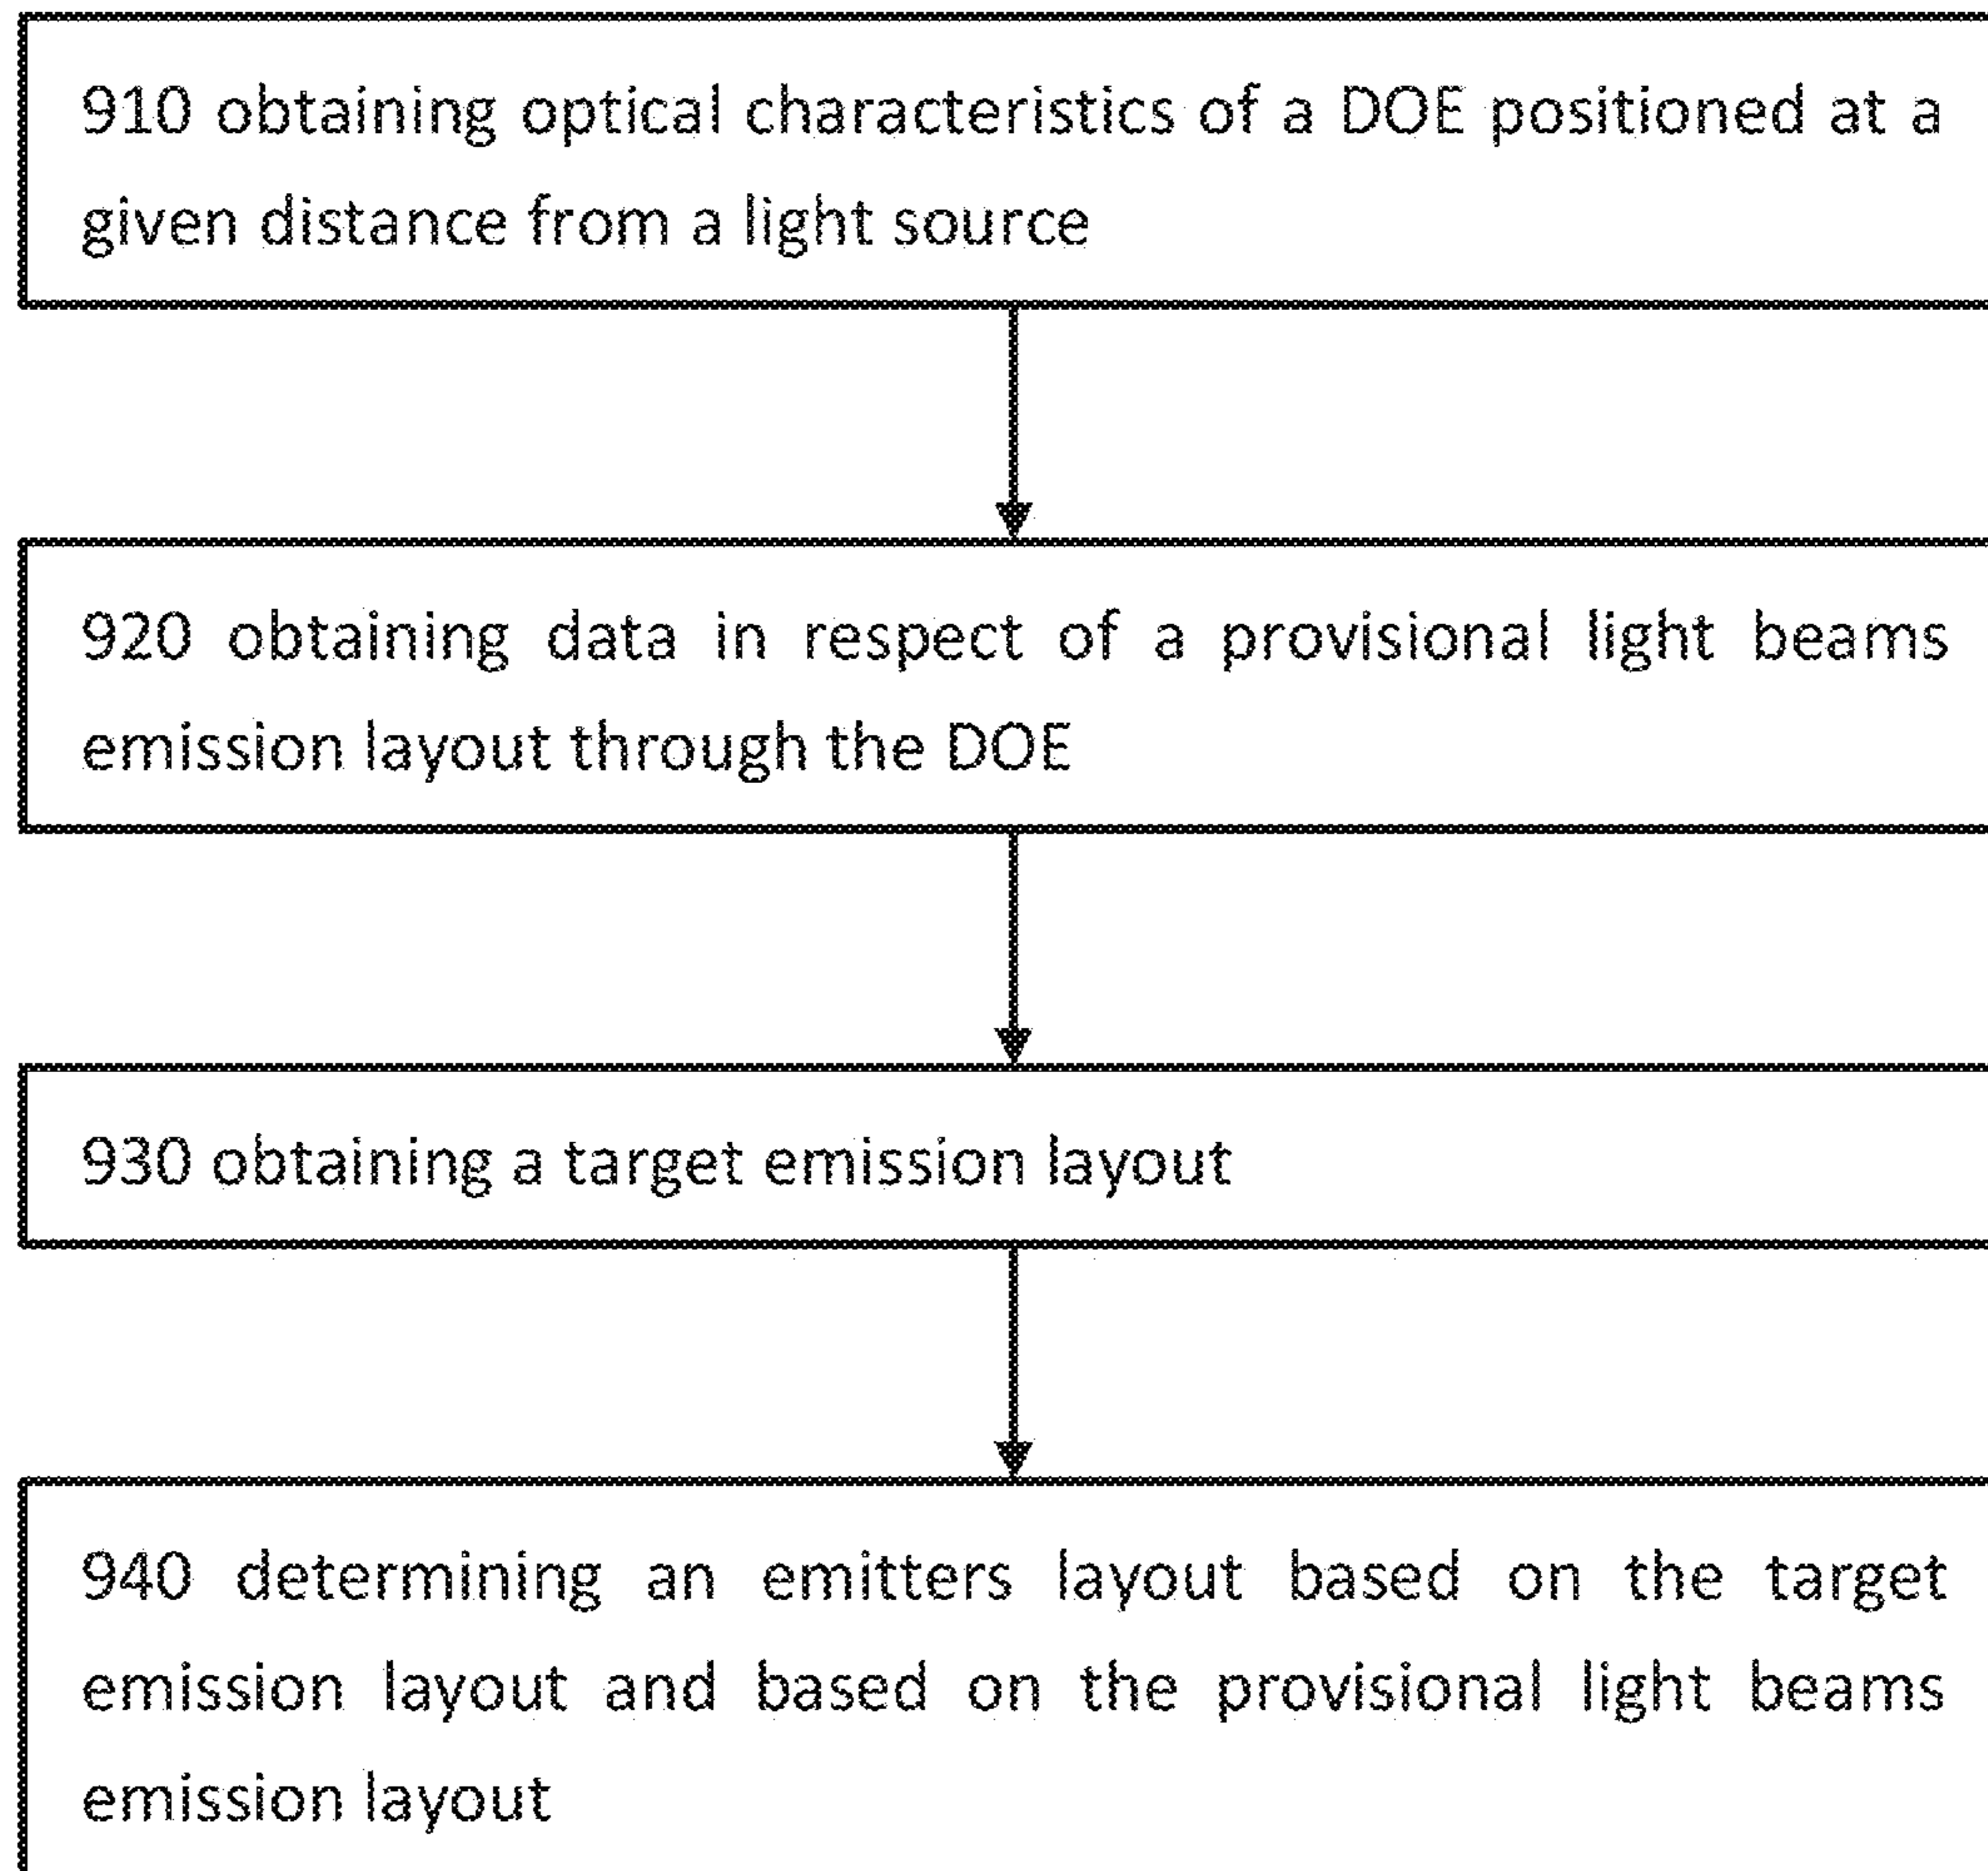 910 obtaining optical characteristics of a DOE positioned at a
given distance from a light source
920 obtaining data in respect of a provisional light beams
emission layout through the DOE
930 obtaining a target emission layout
940 determining an emitters layout based on the target
emission layout and based on the provisional light beams
emission layout